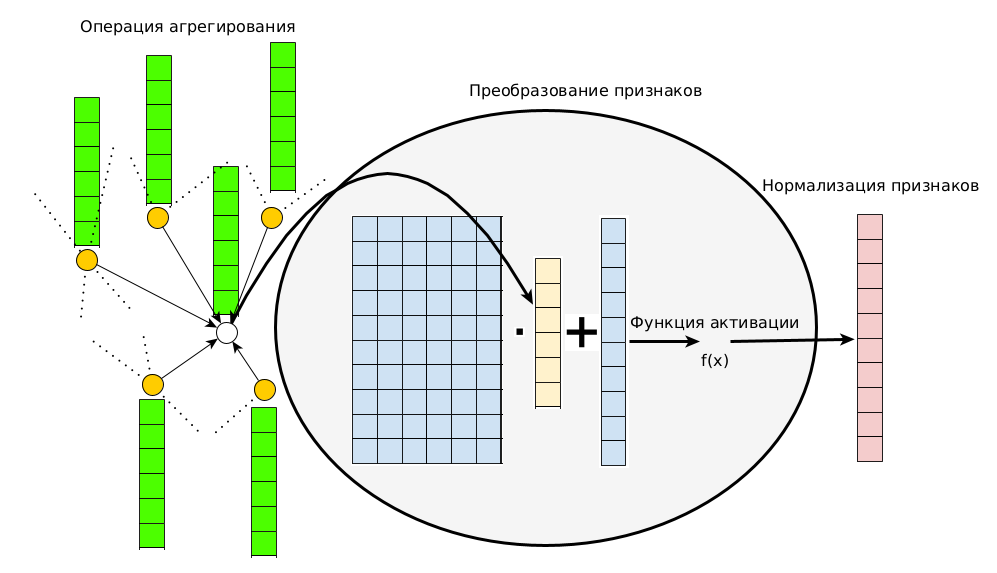 Операция агрегирования
Преобразование признаков
Нормализация признаков
Функция активации
f(x)